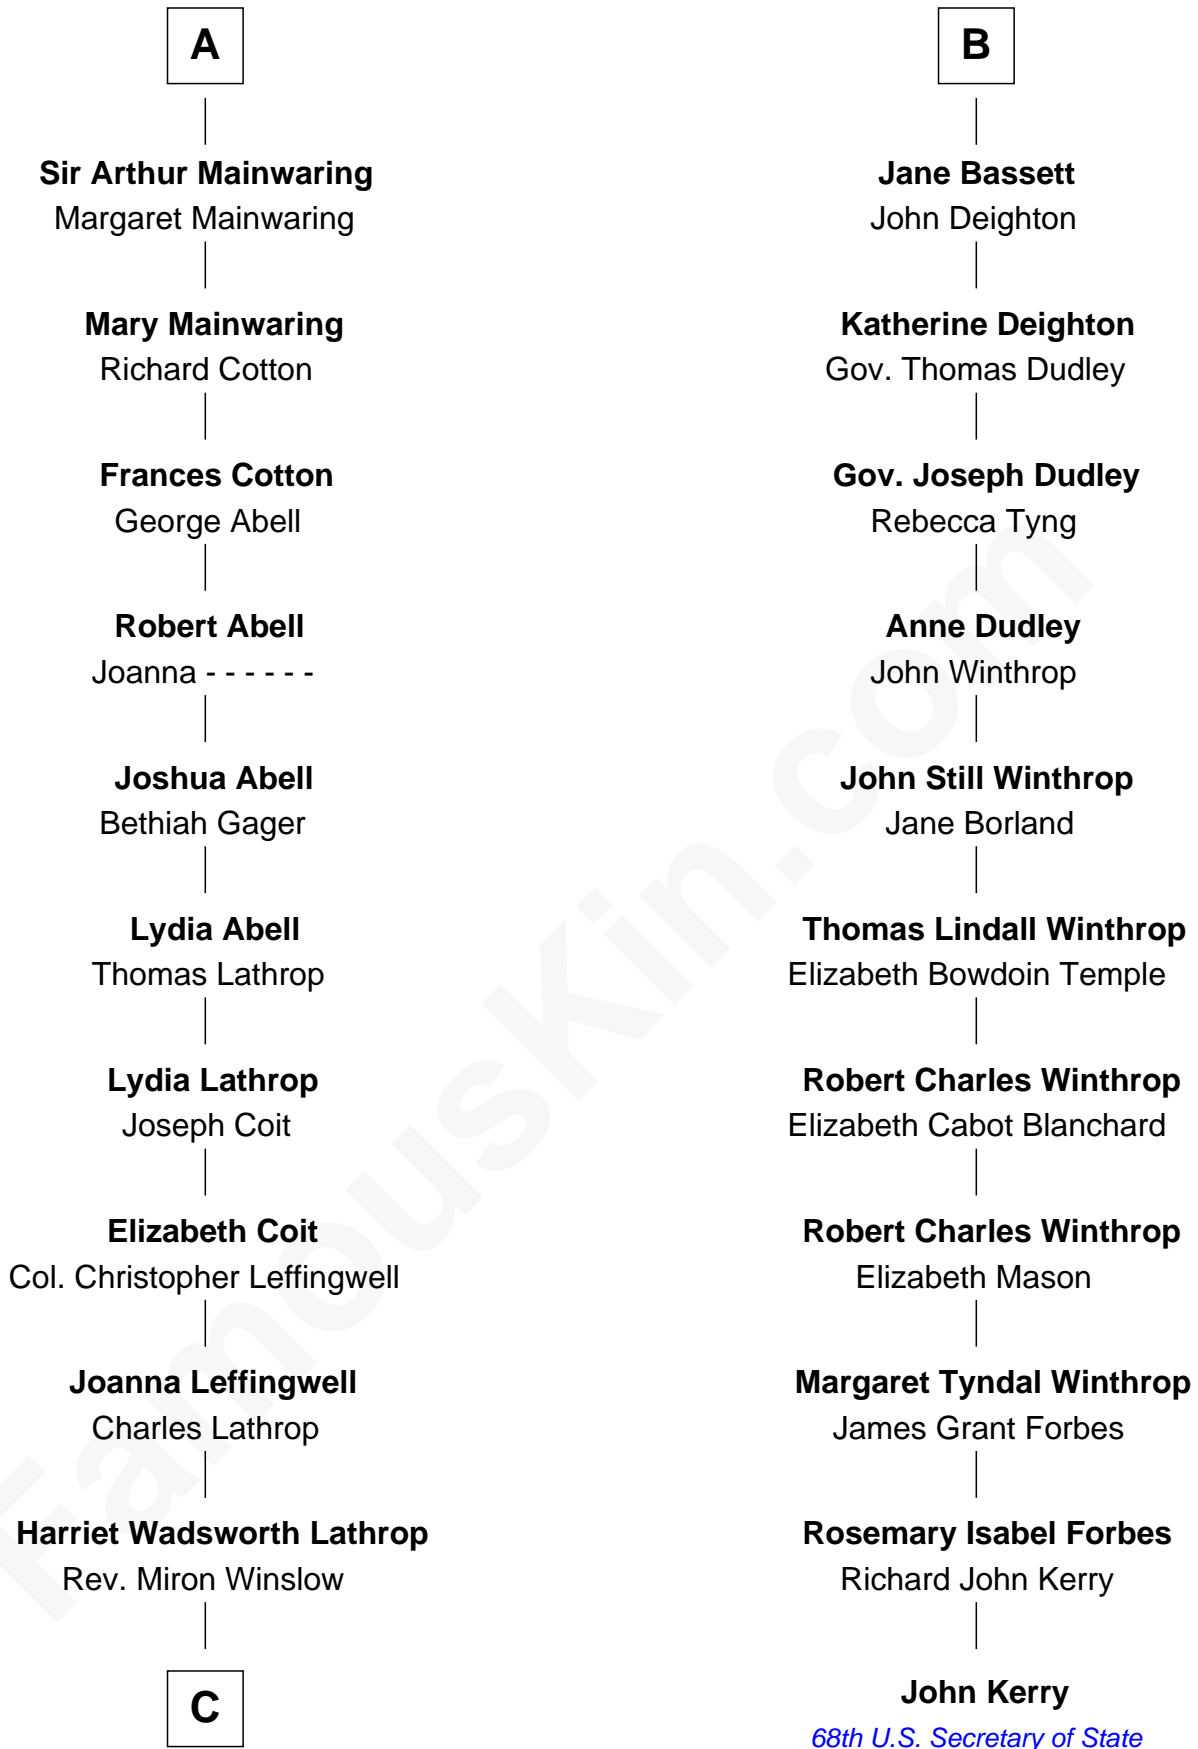 A
Sir Arthur Mainwaring
Margaret Mainwaring
Mary Mainwaring
Richard Cotton
Frances Cotton
George Abell
Robert Abell
Joanna - - - - - -
Joshua Abell
Bethiah Gager
Lydia Abell
Thomas Lathrop
Lydia Lathrop
Joseph Coit
Elizabeth Coit
Col. Christopher Leffingwell
Joanna Leffingwell
Charles Lathrop
Harriet Wadsworth Lathrop
Rev. Miron Winslow
C
B
Jane Bassett
John Deighton
Katherine Deighton
Gov. Thomas Dudley
Gov. Joseph Dudley
Rebecca Tyng
Anne Dudley
John Winthrop
John Still Winthrop
Jane Borland
Thomas Lindall Winthrop
Elizabeth Bowdoin Temple
Robert Charles Winthrop
Elizabeth Cabot Blanchard
Robert Charles Winthrop
Elizabeth Mason
Margaret Tyndal Winthrop
James Grant Forbes
Rosemary Isabel Forbes
Richard John Kerry
John Kerry
68th U.S. Secretary of State
FamousKin.com